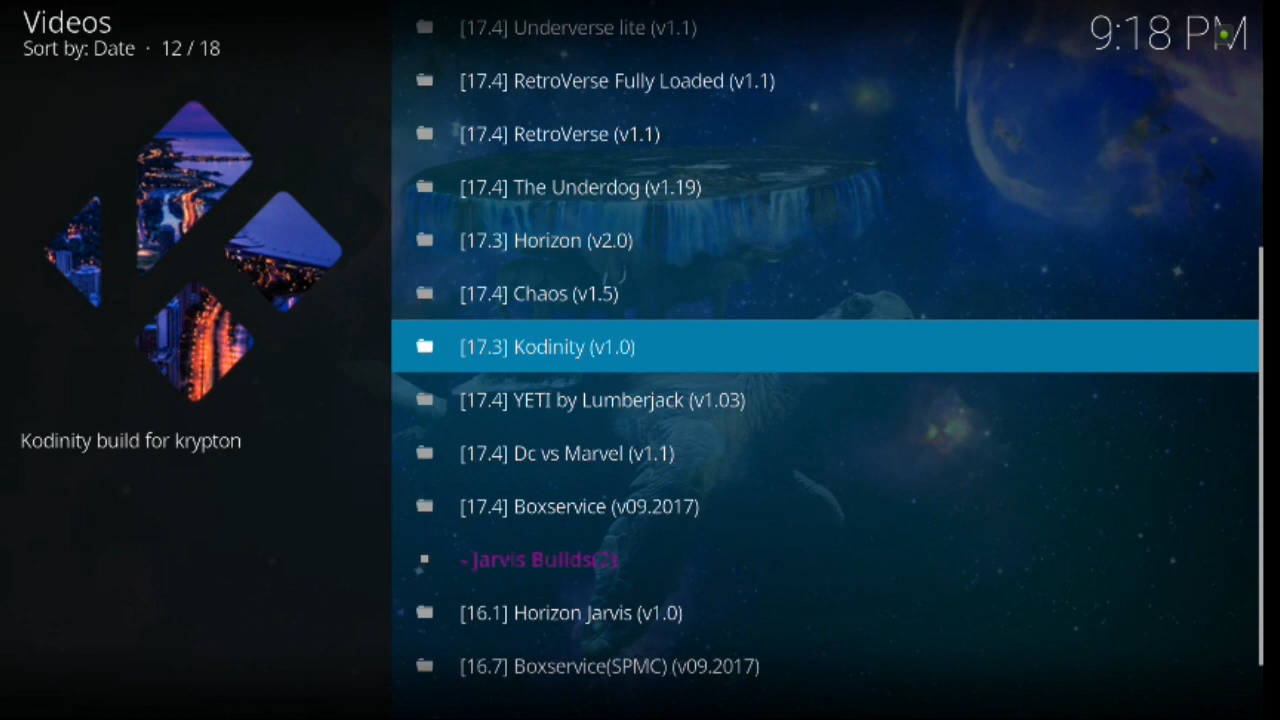 Videos
Sort by: Date · 12 / 18
9:18 PM
[17.4] Underverse lite (v1.1)
[17.4] RetroVerse Fully Loaded (v1.1)
[17.4] RetroVerse (v1.1)
[17.4] The Underdog (v1.19)
[17.3] Horizon (v2.0)
[17.4] Chaos (v1.5)
[17.3] Kodinity (v1.0)
[17.4] YETI by Lumberjack (v1.03)
[17.4] Dc vs Marvel (v1.1)
[17.4] Boxservice (v09.2017)
- Jarvis Builds(2)
[16.1] Horizon Jarvis (v1.0)
[16.7] Boxservice(SPMC) (v09.2017)
Kodinity build for krypton